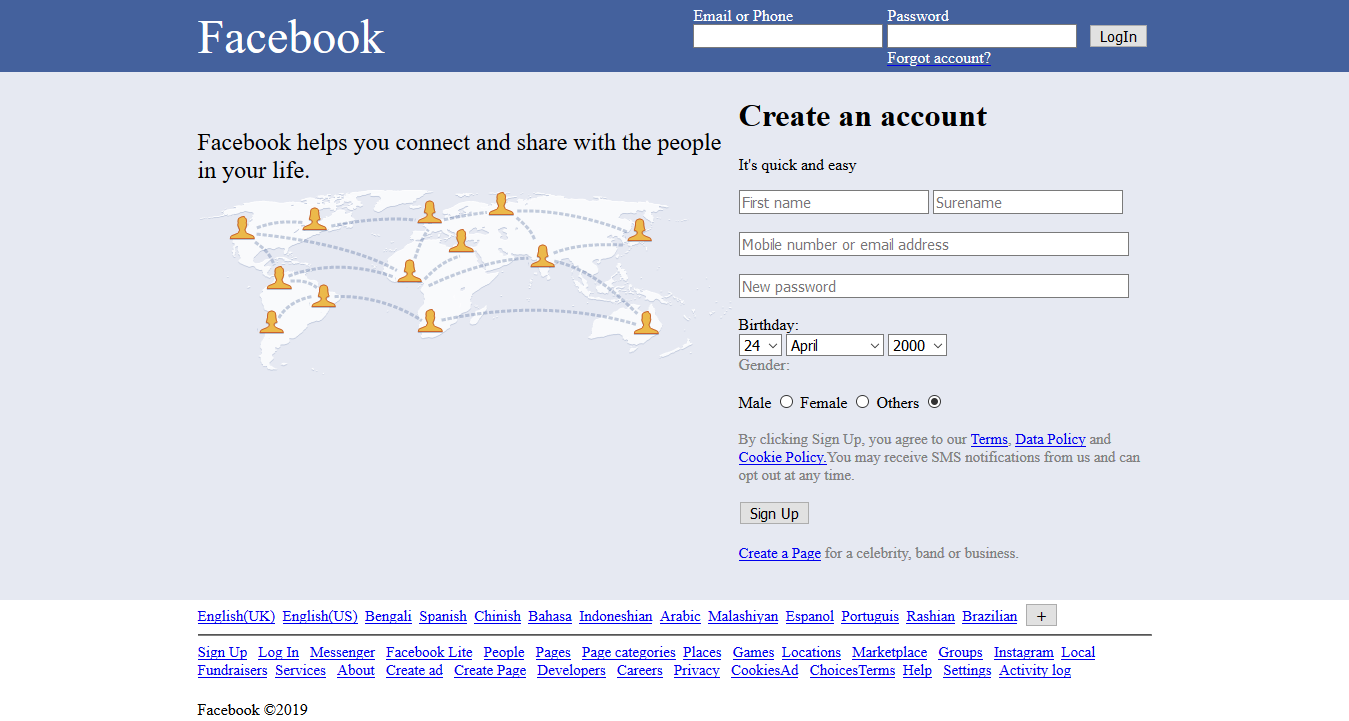 Facebook
Email or Phone Password
LogIn
Forgot account?
Facebook helps you connect and share with the people
in your life.
Create an account
It's quick and easy
First name Surename
Mobile number or email address
New password
Birthday:
24 April 2000
Gender:
Male Female Others
By clicking Sign Up, you agree to our Terms, Data Policy and
Cookie Policy.You may receive SMS notifications from us and can
opt out at any time.
Sign Up
Create a Page for a celebrity, band or business.
English(UK) English(US) Bengali Spanish Chinish Bahasa Indoneshian Arabic Malashiyan Espanol Portuguis Rashian Brazilian +
Sign Up Log In Messenger Facebook Lite People Pages Page categories Places Games Locations Marketplace Groups Instagram Local
Fundraisers Services About Create ad Create Page Developers Careers Privacy CookiesAd ChoicesTerms Help Settings Activity log
Facebook ©2019